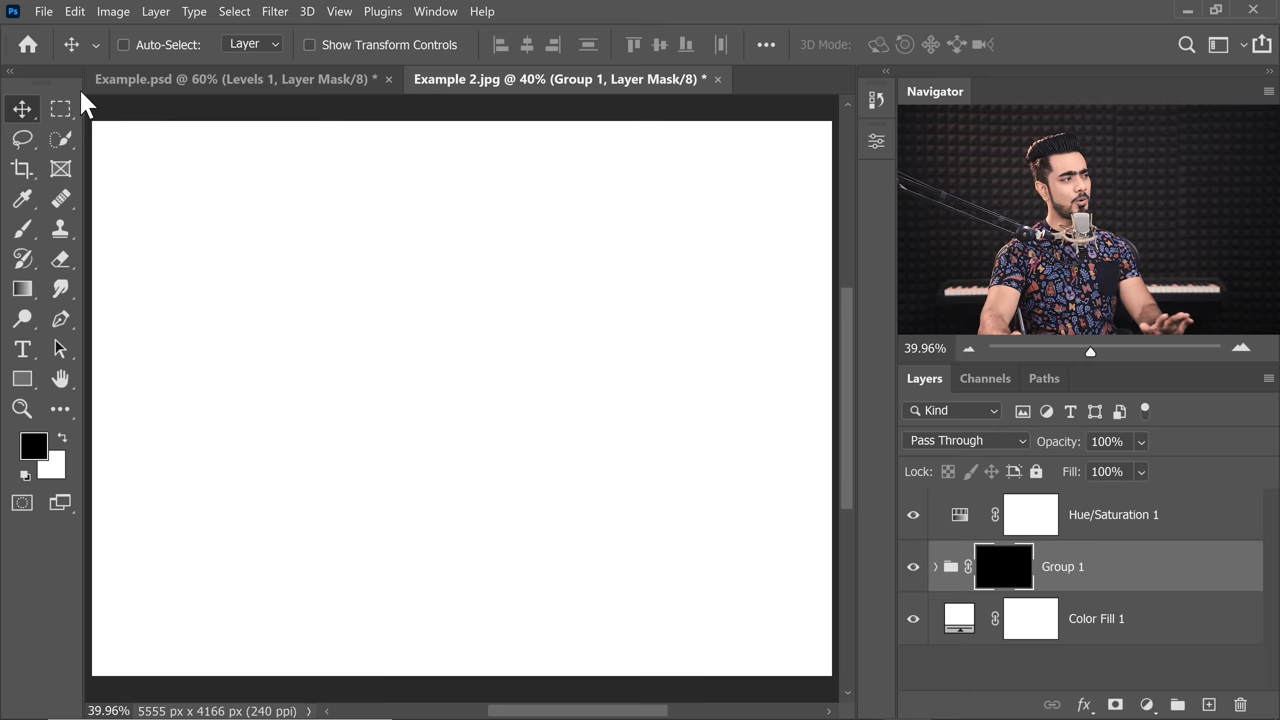 Ps File Edit Image Layer Type Select Filter 3D View Plugins Window Help
Auto-Select: Layer Show Transform Controls 3D Mode:
Example.psd @ 60% (Levels 1, Layer Mask/8) *
Example 2.jpg @ 40% (Group 1, Layer Mask/8) *
Navigator
39.96%
Layers Channels Paths
Kind
Pass Through Opacity: 100%
Lock: Fill: 100%
Hue/Saturation 1
Group 1
Color Fill 1
fx
39.96% 5555 px x 4166 px (240 ppi)